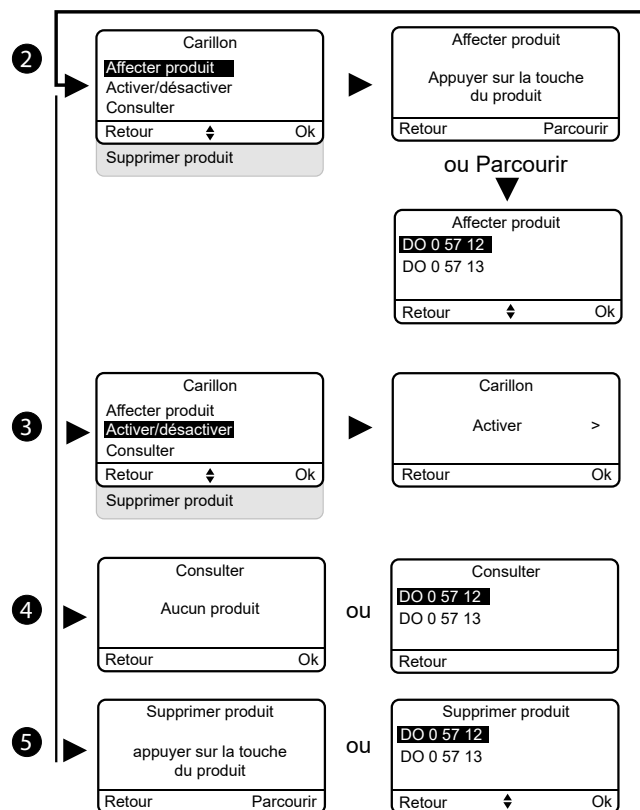 2
Carillon
Affecter produit
Activer/désactiver
Consulter
Retour Ok
Supprimer produit
Affecter produit
Appuyer sur la touche
du produit
Retour Parcourir
ou Parcourir
Affecter produit
DO 0 57 12
DO 0 57 13
Retour Ok
3
Carillon
Affecter produit
Activer/désactiver
Consulter
Retour Ok
Supprimer produit
Carillon
Activer >
Retour Ok
4
Consulter
Aucun produit
Retour Ok
ou
Consulter
DO 0 57 12
DO 0 57 13
Retour
5
Supprimer produit
appuyer sur la touche
du produit
Retour Parcourir
ou
Supprimer produit
DO 0 57 12
DO 0 57 13
Retour Ok